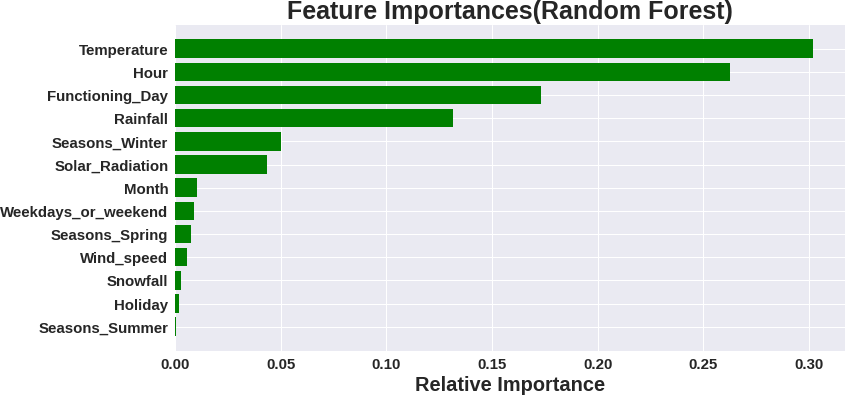 Feature Importances(Random Forest)
Temperature
Hour
Functioning_Day
Rainfall
Seasons_Winter
Solar_Radiation
Month
Weekdays_or_weekend
Seasons_Spring
Wind_speed
Snowfall
Holiday
Seasons_Summer
0.00 0.05 0.10 0.15 0.20 0.25 0.30
Relative Importance